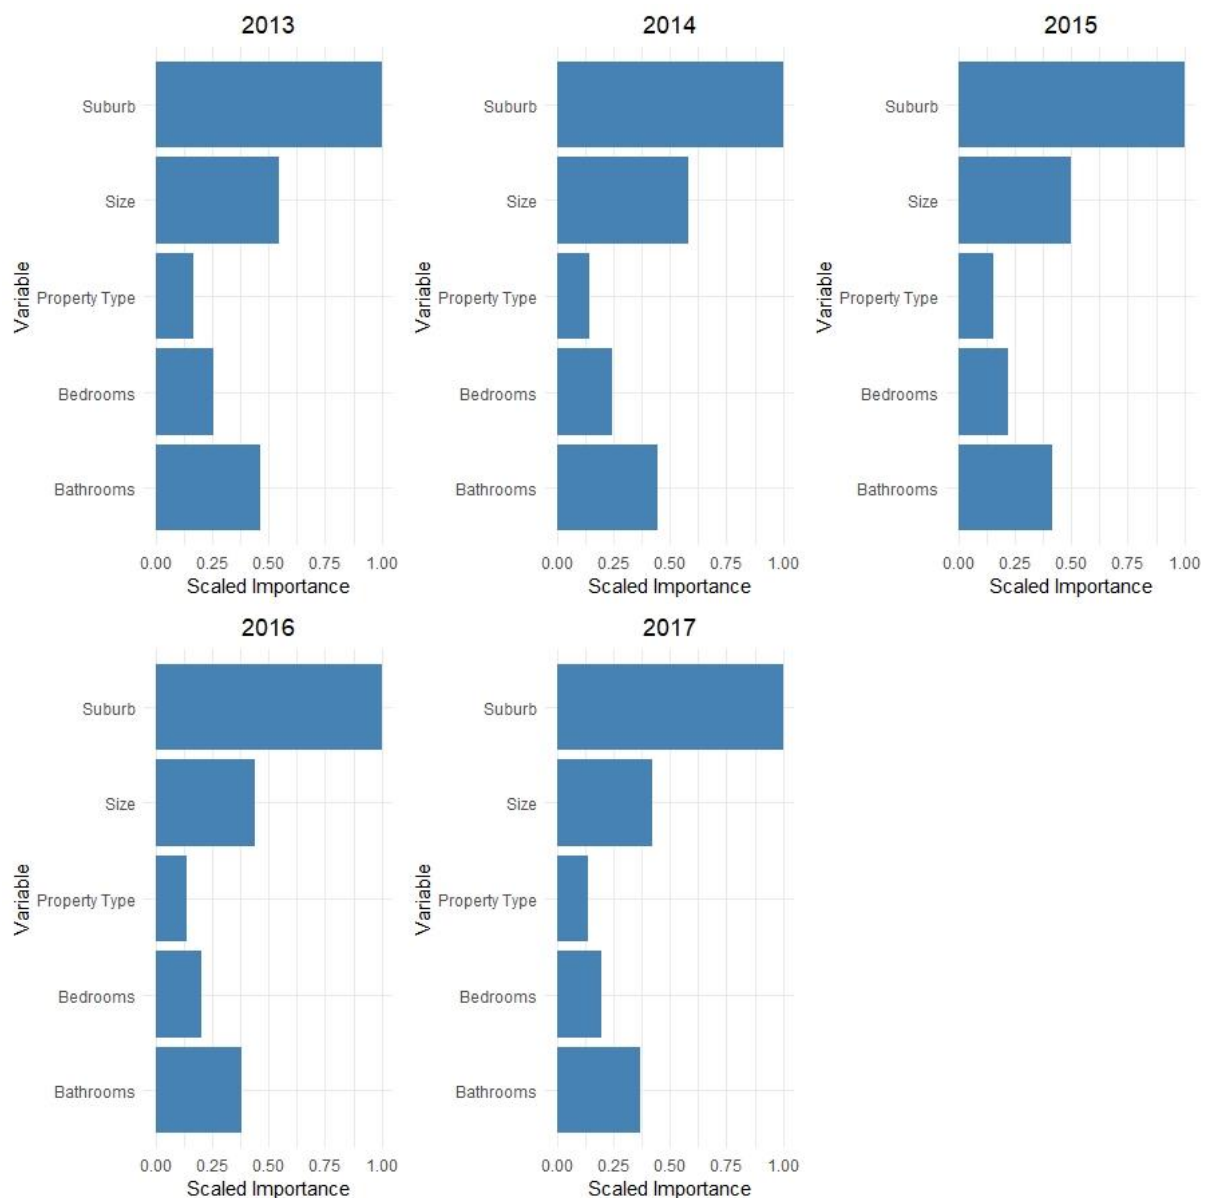 2013
Suburb
Size
Property Type
Bedrooms
Bathrooms
Variable
0.00 0.25 0.50 0.75 1.00
Scaled Importance
2014
Suburb
Size
Property Type
Bedrooms
Bathrooms
Variable
0.00 0.25 0.50 0.75 1.00
Scaled Importance
2015
Suburb
Size
Property Type
Bedrooms
Bathrooms
Variable
0.00 0.25 0.50 0.75 1.00
Scaled Importance
2016
Suburb
Size
Property Type
Bedrooms
Bathrooms
Variable
0.00 0.25 0.50 0.75 1.00
Scaled Importance
2017
Suburb
Size
Property Type
Bedrooms
Bathrooms
Variable
0.00 0.25 0.50 0.75 1.00
Scaled Importance